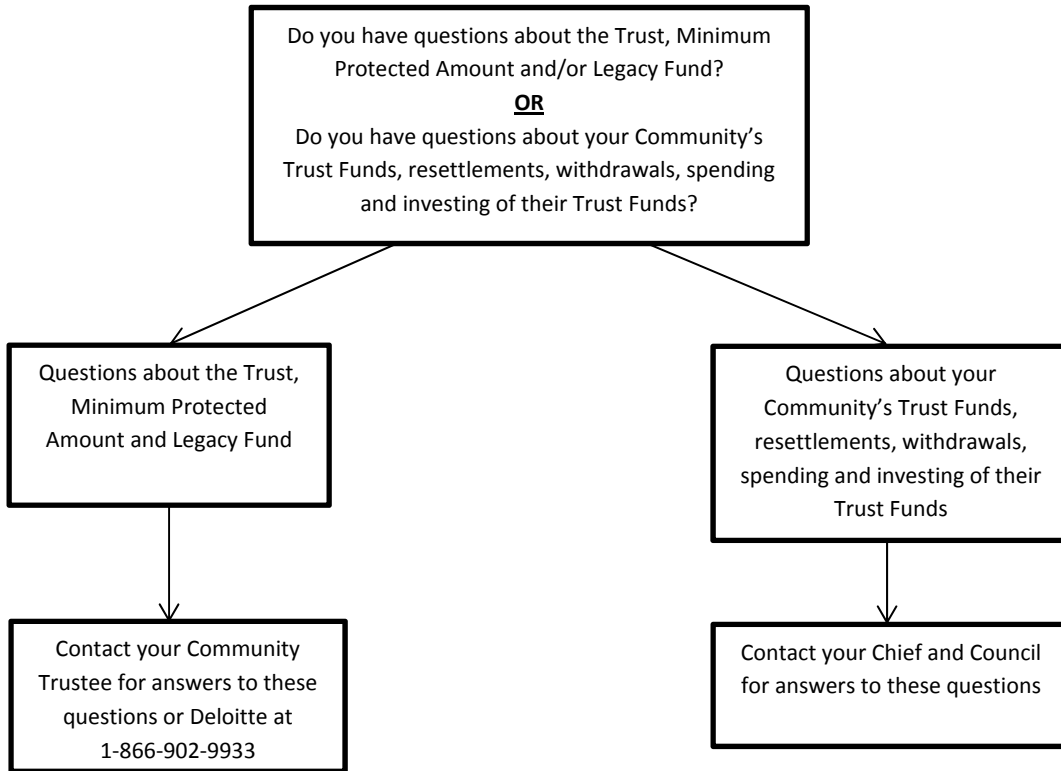 Do you have questions about the Trust, Minimum
Protected Amount and/or Legacy Fund?
OR
Do you have questions about your Community’s
Trust Funds, resettlements, withdrawals, spending
and investing of their Trust Funds?
Questions about the Trust,
Minimum Protected
Amount and Legacy Fund
Questions about your
Community’s Trust Funds,
resettlements, withdrawals,
spending and investing of their
Trust Funds
Contact your Community
Trustee for answers to these
questions or Deloitte at
1-866-902-9933
Contact your Chief and Council
for answers to these questions